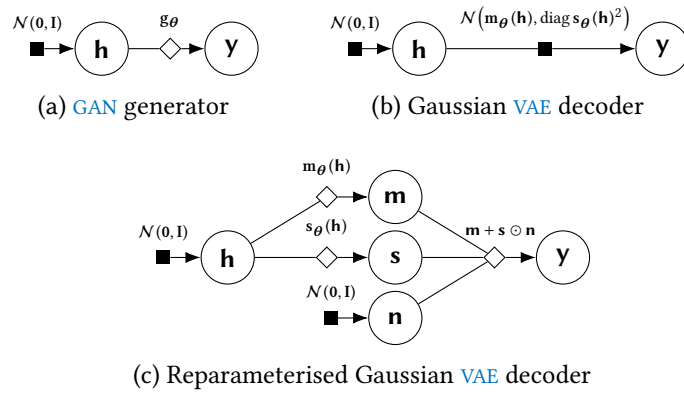 N(0, I)
h
g_θ
y
N(0, I)
h
N(m_θ(h), diag s_θ(h)²)
y
(a) GAN generator
(b) Gaussian VAE decoder
m_θ(h)
m
N(0, I)
h
s_θ(h)
s
m + s ⊙ n
y
N(0, I)
n
(c) Reparameterised Gaussian VAE decoder